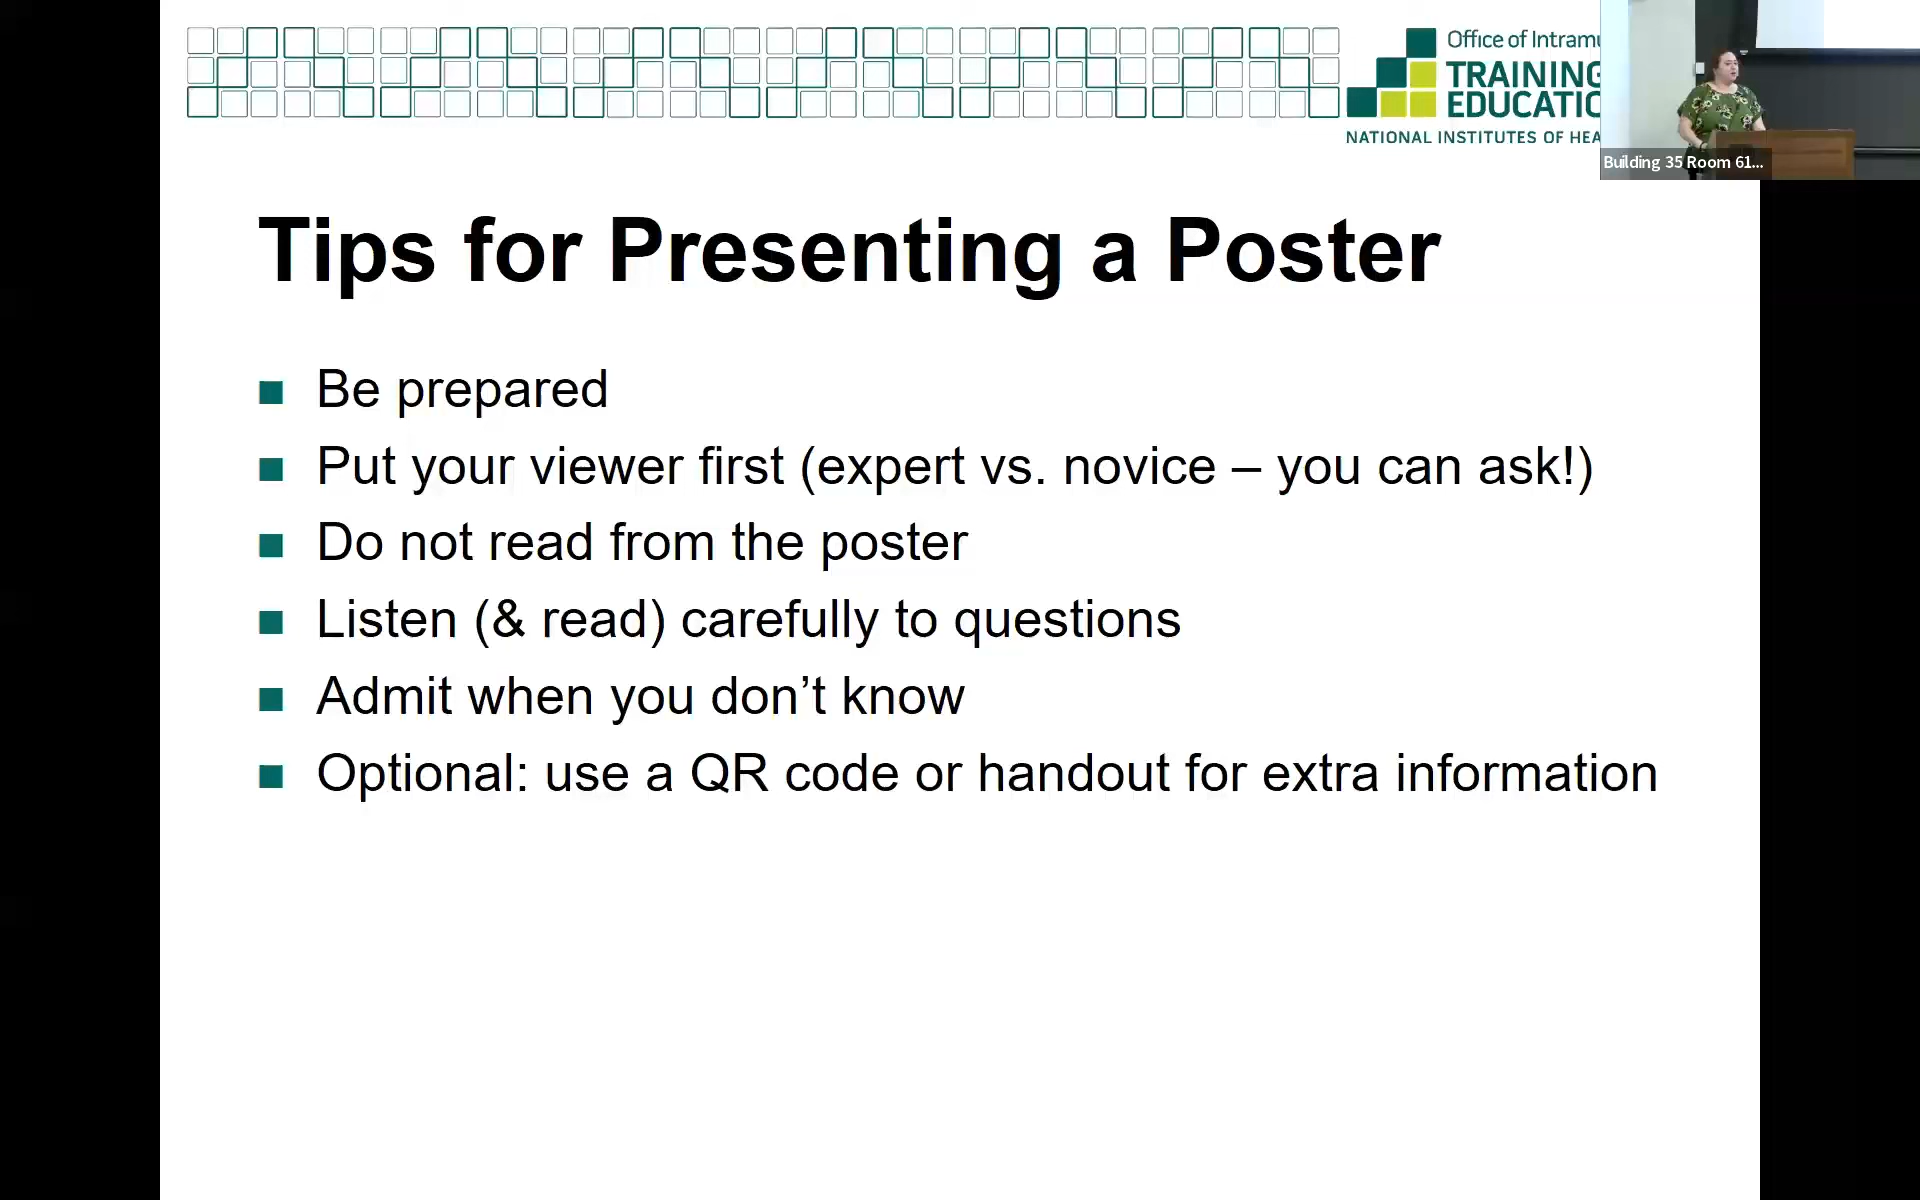 Office of Intramu
TRAINING
EDUCATIO
NATIONAL INSTITUTES OF HEA
Building 35 Room 61...
Tips for Presenting a Poster
Be prepared
Put your viewer first (expert vs. novice – you can ask!)
Do not read from the poster
Listen (& read) carefully to questions
Admit when you don’t know
Optional: use a QR code or handout for extra information